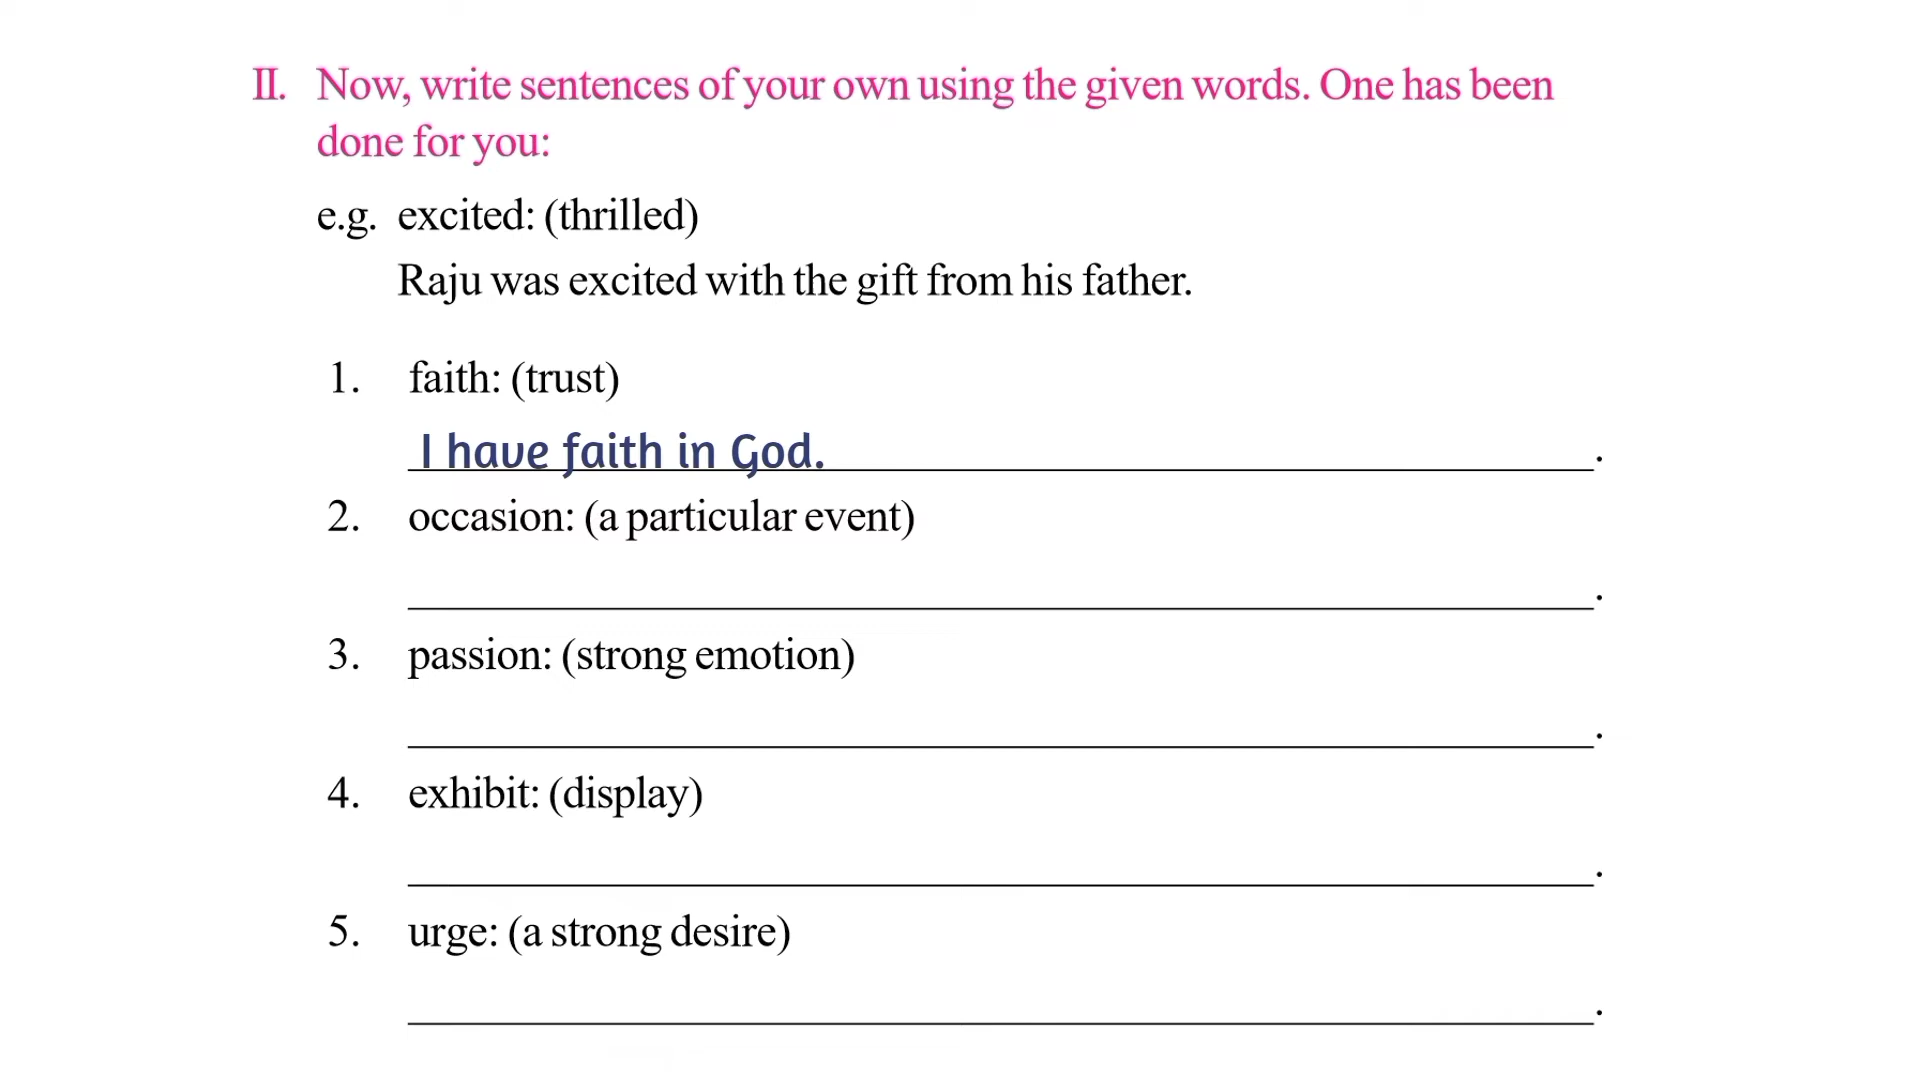 II. Now, write sentences of your own using the given words. One has been
done for you:
e.g. excited: (thrilled)
Raju was excited with the gift from his father.
1. faith: (trust)
I have faith in God. .
2. occasion: (a particular event)
.
3. passion: (strong emotion)
.
4. exhibit: (display)
.
5. urge: (a strong desire)
.